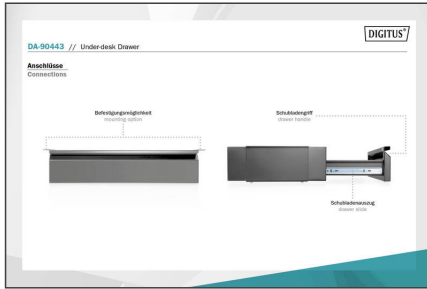 DIGITUS®
DA-90443 // Under-desk Drawer
Anschlüsse
Connections
Befestigungsmöglichkeit
mounting option
Schubladengriff
drawer handle
Schubladenauszug
drawer slide